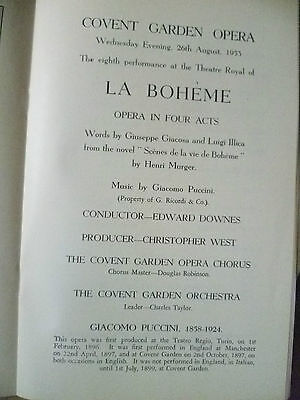 COVENT GARDEN OPERA
Wednesday Evening, 26th August, 1953
The eighth performance at the Theatre Royal of
LA BOHÈME
OPERA IN FOUR ACTS
Words by Giuseppe Giacosa and Luigi Illica
from the novel "Scènes de la vie de Bohème"
by Henri Murger.
Music by Giacomo Puccini.
(Property of G. Ricordi & Co.)
CONDUCTOR—EDWARD DOWNES
PRODUCER—CHRISTOPHER WEST
THE COVENT GARDEN OPERA CHORUS
Chorus Master—Douglas Robinson.
THE COVENT GARDEN ORCHESTRA
Leader—Charles Taylor.
GIACOMO PUCCINI, 1858-1924.
This opera was first produced at the Teatro Regio, Turin, on 1st
February, 1896. It was first performed in England at Manchester
on 22nd April, 1897, and at Covent Garden on 2nd October, 1897, on
both occasions in English. It was not performed in England, in Italian,
until 1st July, 1899, at Covent Garden.